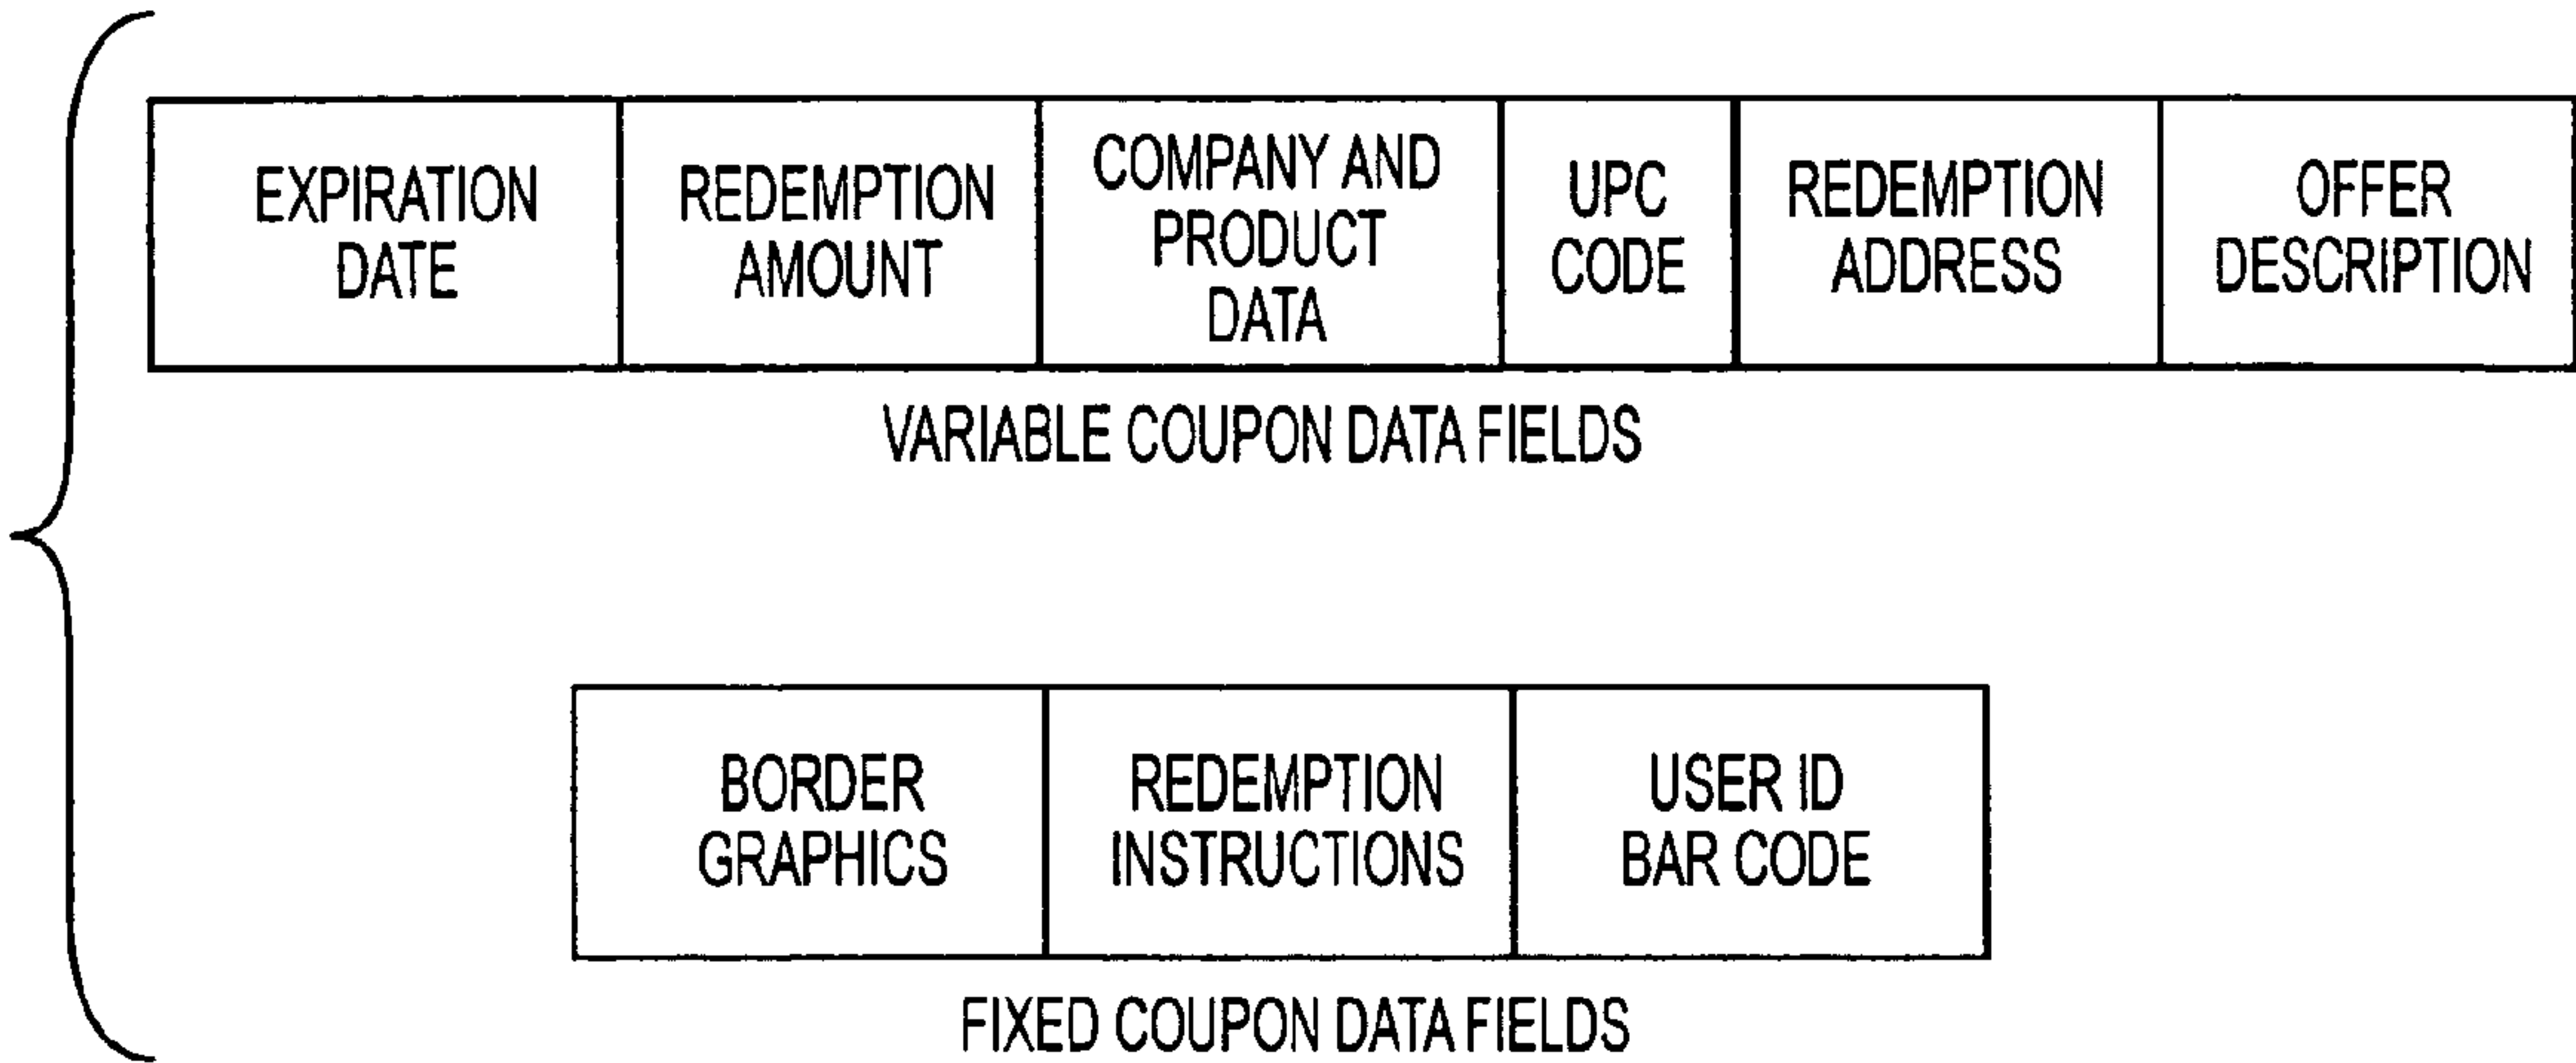 EXPIRATION
DATE
REDEMPTION
AMOUNT
COMPANY AND
PRODUCT
DATA
UPC
CODE
REDEMPTION
ADDRESS
OFFER
DESCRIPTION
VARIABLE COUPON DATA FIELDS
BORDER
GRAPHICS
REDEMPTION
INSTRUCTIONS
USER ID
BAR CODE
FIXED COUPON DATA FIELDS